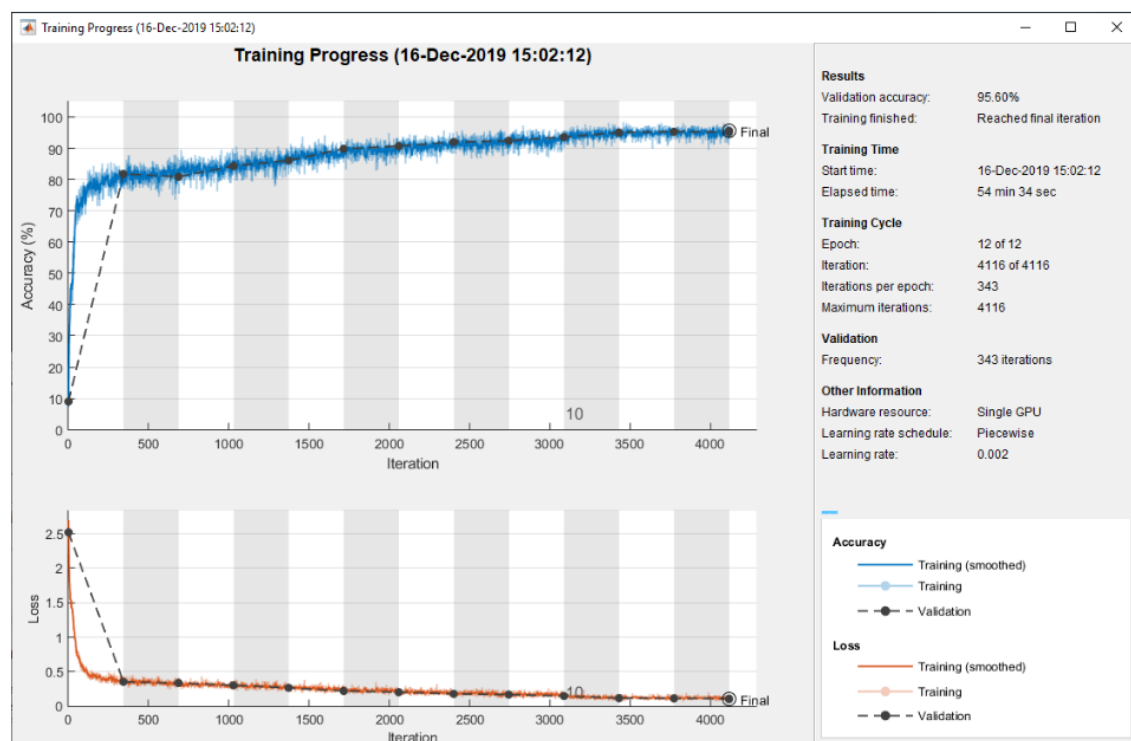 Training Progress (16-Dec-2019 15:02:12)
Training Progress (16-Dec-2019 15:02:12)
100
90
80
70
60
50
40
30
20
10
0
Accuracy (%)
Final
10
0 500 1000 1500 2000 2500 3000 3500 4000
Iteration
2.5
2
1.5
1
0.5
0
Loss
10
Final
0 500 1000 1500 2000 2500 3000 3500 4000
Iteration
Results
Validation accuracy: 95.60%
Training finished: Reached final iteration
Training Time
Start time: 16-Dec-2019 15:02:12
Elapsed time: 54 min 34 sec
Training Cycle
Epoch: 12 of 12
Iteration: 4116 of 4116
Iterations per epoch: 343
Maximum iterations: 4116
Validation
Frequency: 343 iterations
Other Information
Hardware resource: Single GPU
Learning rate schedule: Piecewise
Learning rate: 0.002
Accuracy
Training (smoothed)
Training
Validation
Loss
Training (smoothed)
Training
Validation